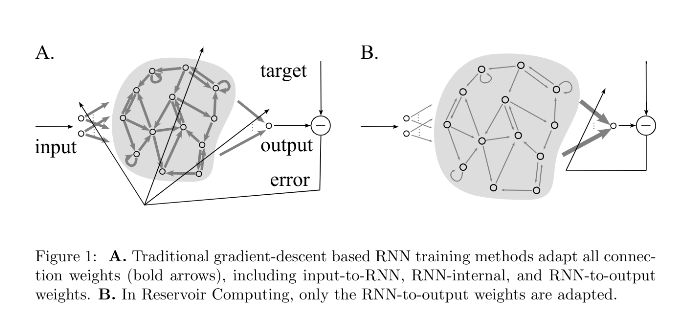 A.
B.
target
input
output
error
Figure 1: A. Traditional gradient-descent based RNN training methods adapt all connec-
tion weights (bold arrows), including input-to-RNN, RNN-internal, and RNN-to-output
weights. B. In Reservoir Computing, only the RNN-to-output weights are adapted.